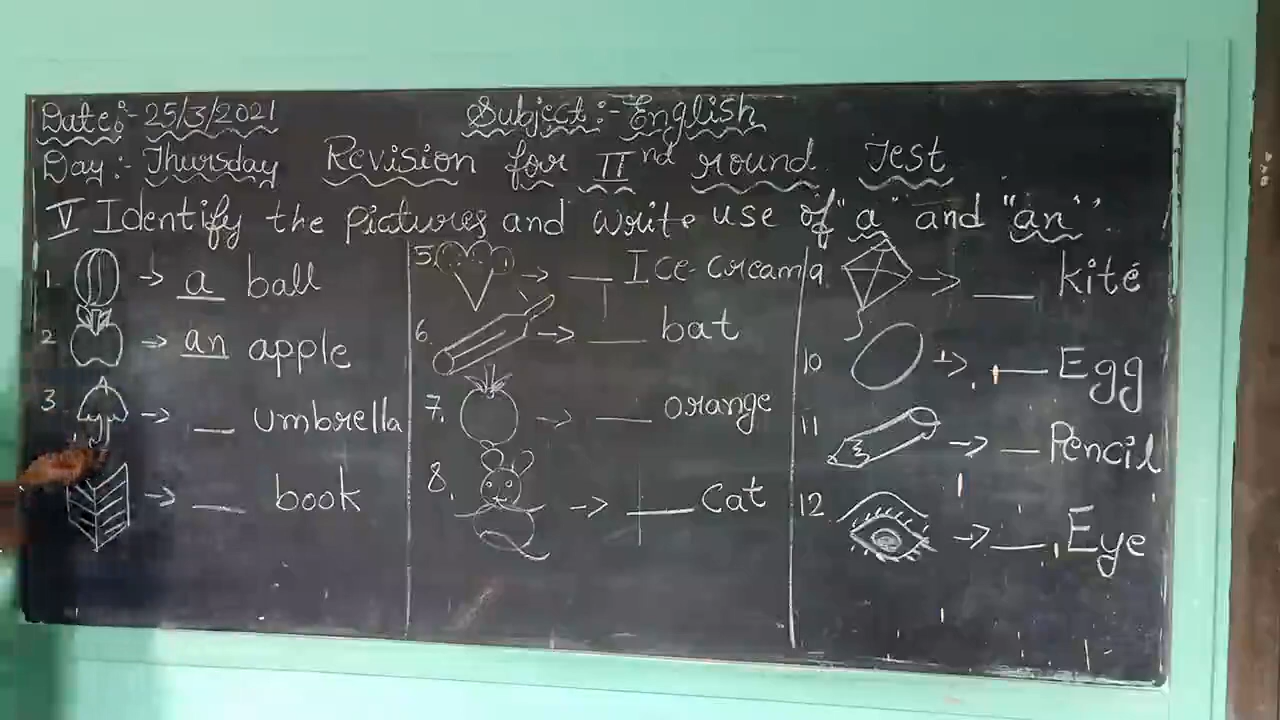 Date:- 25/3/2021 Subject:- English
Day:- Thursday Revision for IInd round Test
V Identify the pictures and write use of "a" and "an"
1. → a ball
2 → an apple
3. → __ umbrella
→ __ book
5. → __ Ice-Cream
6. → __ bat
7. → __ orange
8. → __ Cat
9. → __ kite
10 → __ Egg
11 → __ Pencil
12 → __ Eye